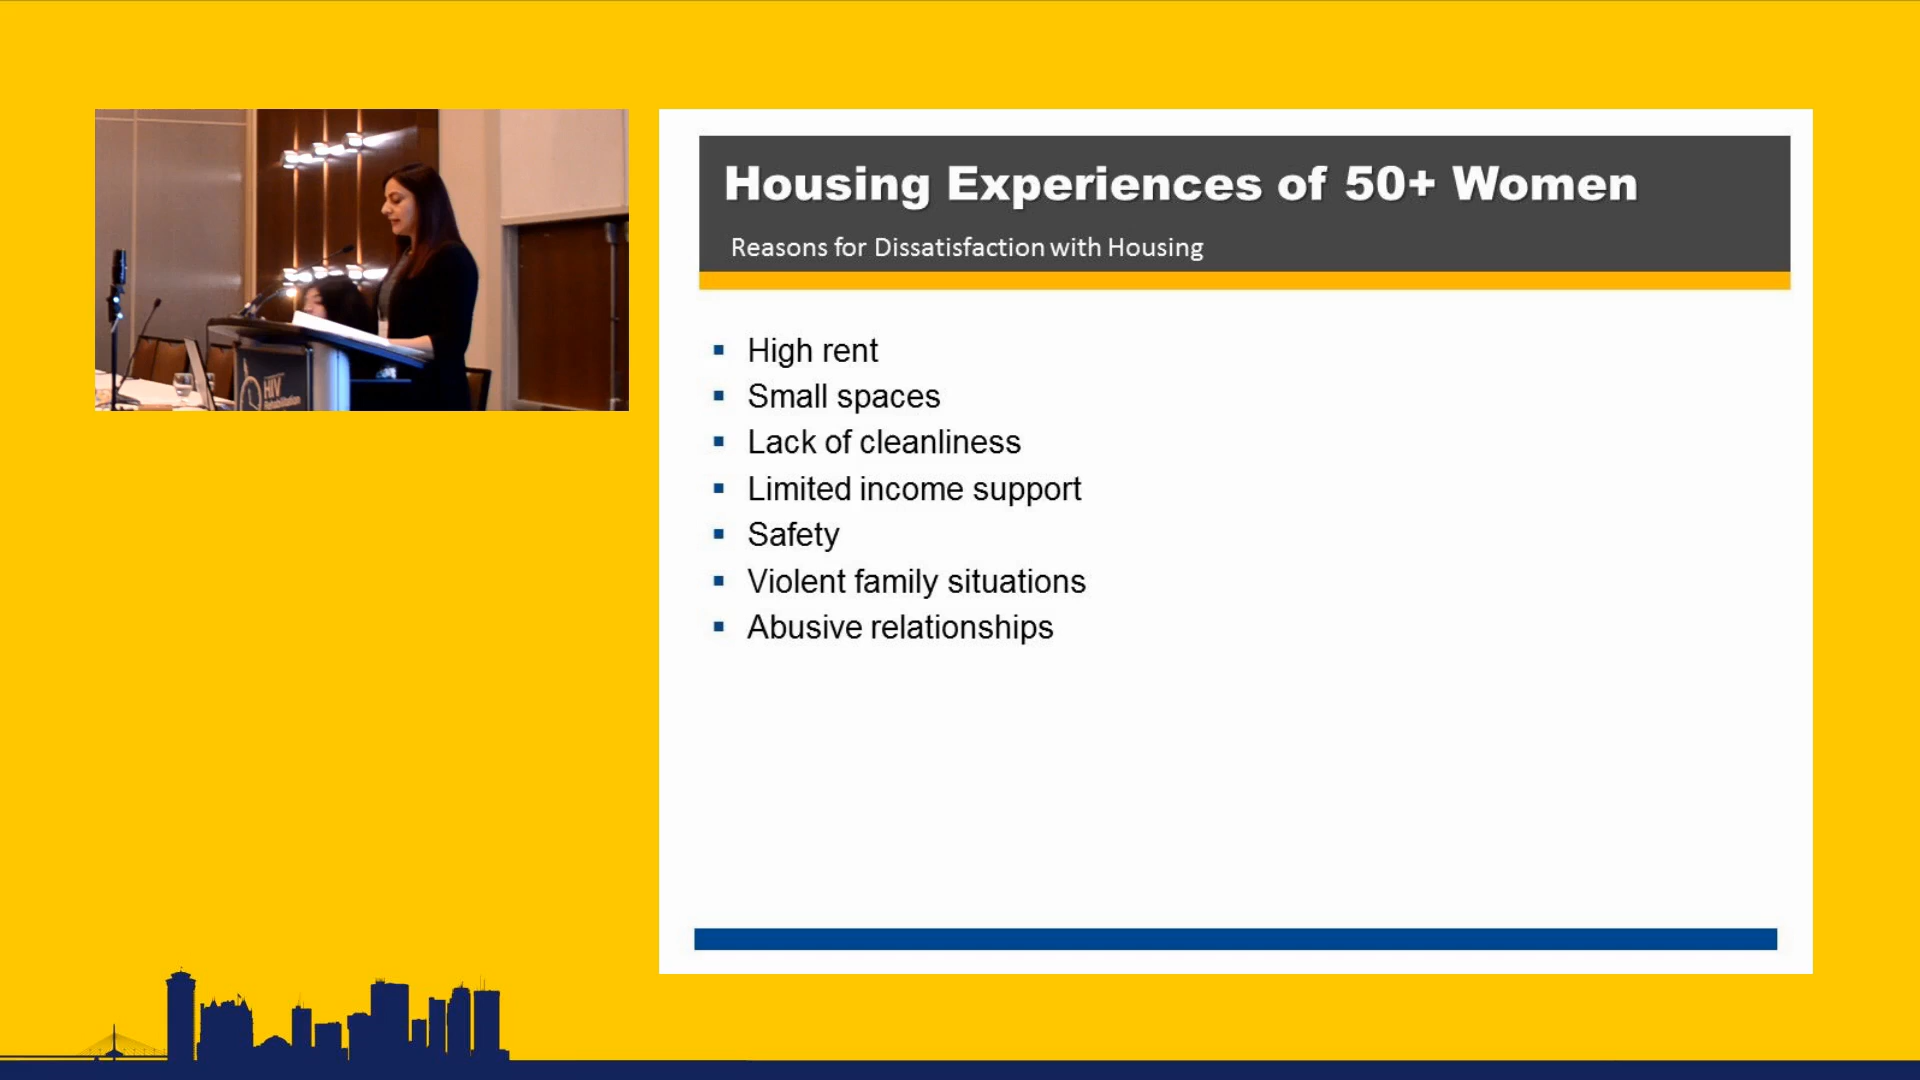 Housing Experiences of 50+ Women
Reasons for Dissatisfaction with Housing
▪ High rent
▪ Small spaces
▪ Lack of cleanliness
▪ Limited income support
▪ Safety
▪ Violent family situations
▪ Abusive relationships
HIV
Rehabilitation